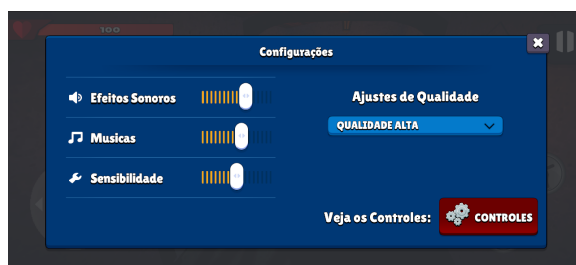 100
Configurações
Efeitos Sonoros
Musicas
Sensibilidade
Ajustes de Qualidade
QUALIDADE ALTA
Veja os Controles:
CONTROLES